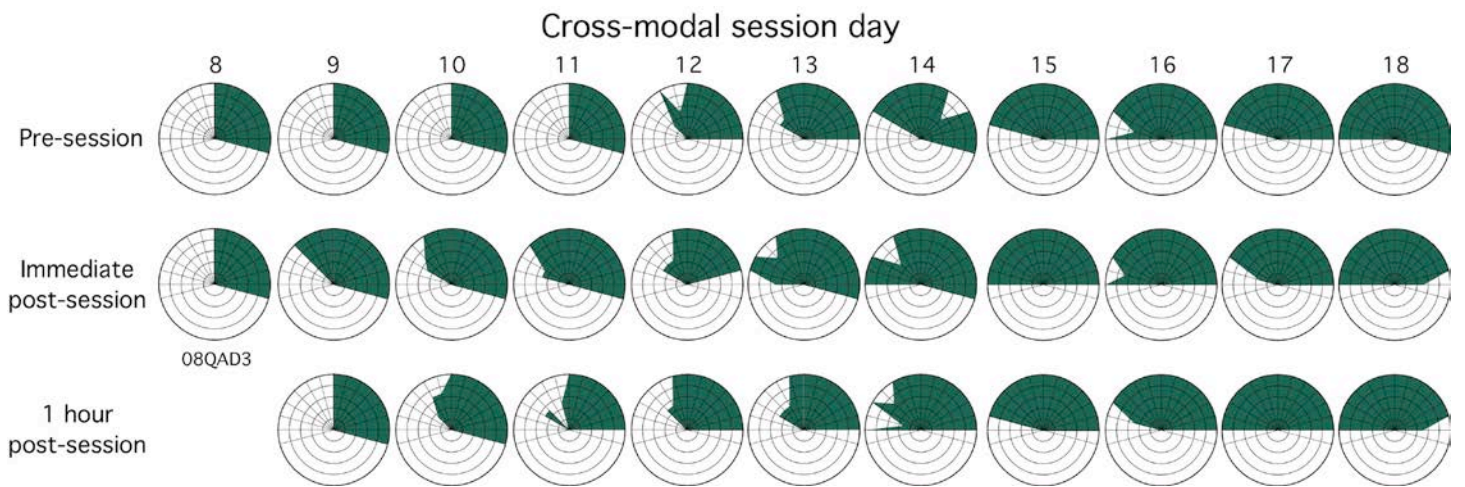 Cross-modal session day
8 9 10 11 12 13 14 15 16 17 18
Pre-session
Immediate
post-session
08QAD3
1 hour
post-session